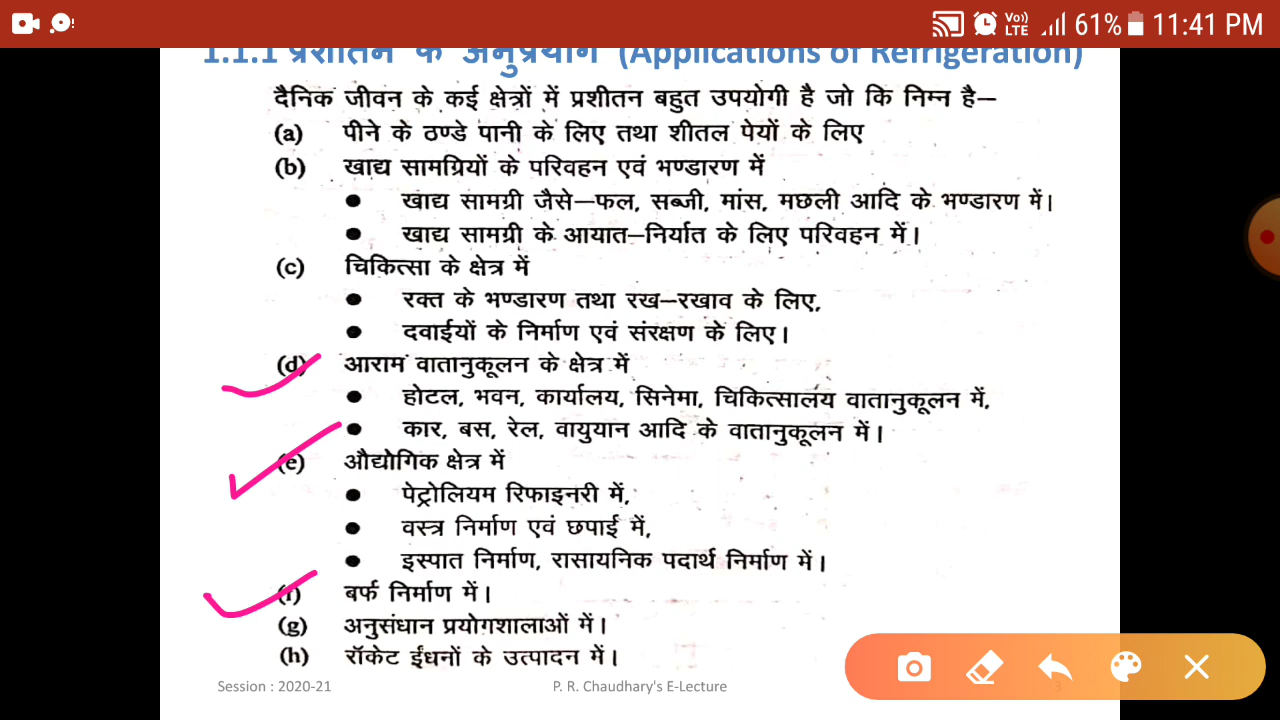 Vo)) LTE 61% 11:41 PM
1.1.1 प्रशीतन के अनुप्रयोग (Applications of Refrigeration)
दैनिक जीवन के कई क्षेत्रों में प्रशीतन बहुत उपयोगी है जो कि निम्न है–
(a) पीने के ठण्डे पानी के लिए तथा शीतल पेयों के लिए
(b) खाद्य सामग्रियों के परिवहन एवं भण्डारण में
● खाद्य सामग्री जैसे–फल, सब्जी, मांस, मछली आदि के भण्डारण में।
● खाद्य सामग्री के आयात–निर्यात के लिए परिवहन में।
(c) चिकित्सा के क्षेत्र में
● रक्त के भण्डारण तथा रख–रखाव के लिए,
● दवाईयों के निर्माण एवं संरक्षण के लिए।
(d) आराम वातानुकूलन के क्षेत्र में
● होटल, भवन, कार्यालय, सिनेमा, चिकित्सालय वातानुकूलन में,
● कार, बस, रेल, वायुयान आदि के वातानुकूलन में।
(e) औद्योगिक क्षेत्र में
● पेट्रोलियम रिफाइनरी में,
● वस्त्र निर्माण एवं छपाई में,
● इस्पात निर्माण, रासायनिक पदार्थ निर्माण में।
(f) बर्फ निर्माण में।
(g) अनुसंधान प्रयोगशालाओं में।
(h) रॉकेट ईंधनों के उत्पादन में।
Session : 2020-21 P. R. Chaudhary's E-Lecture 3